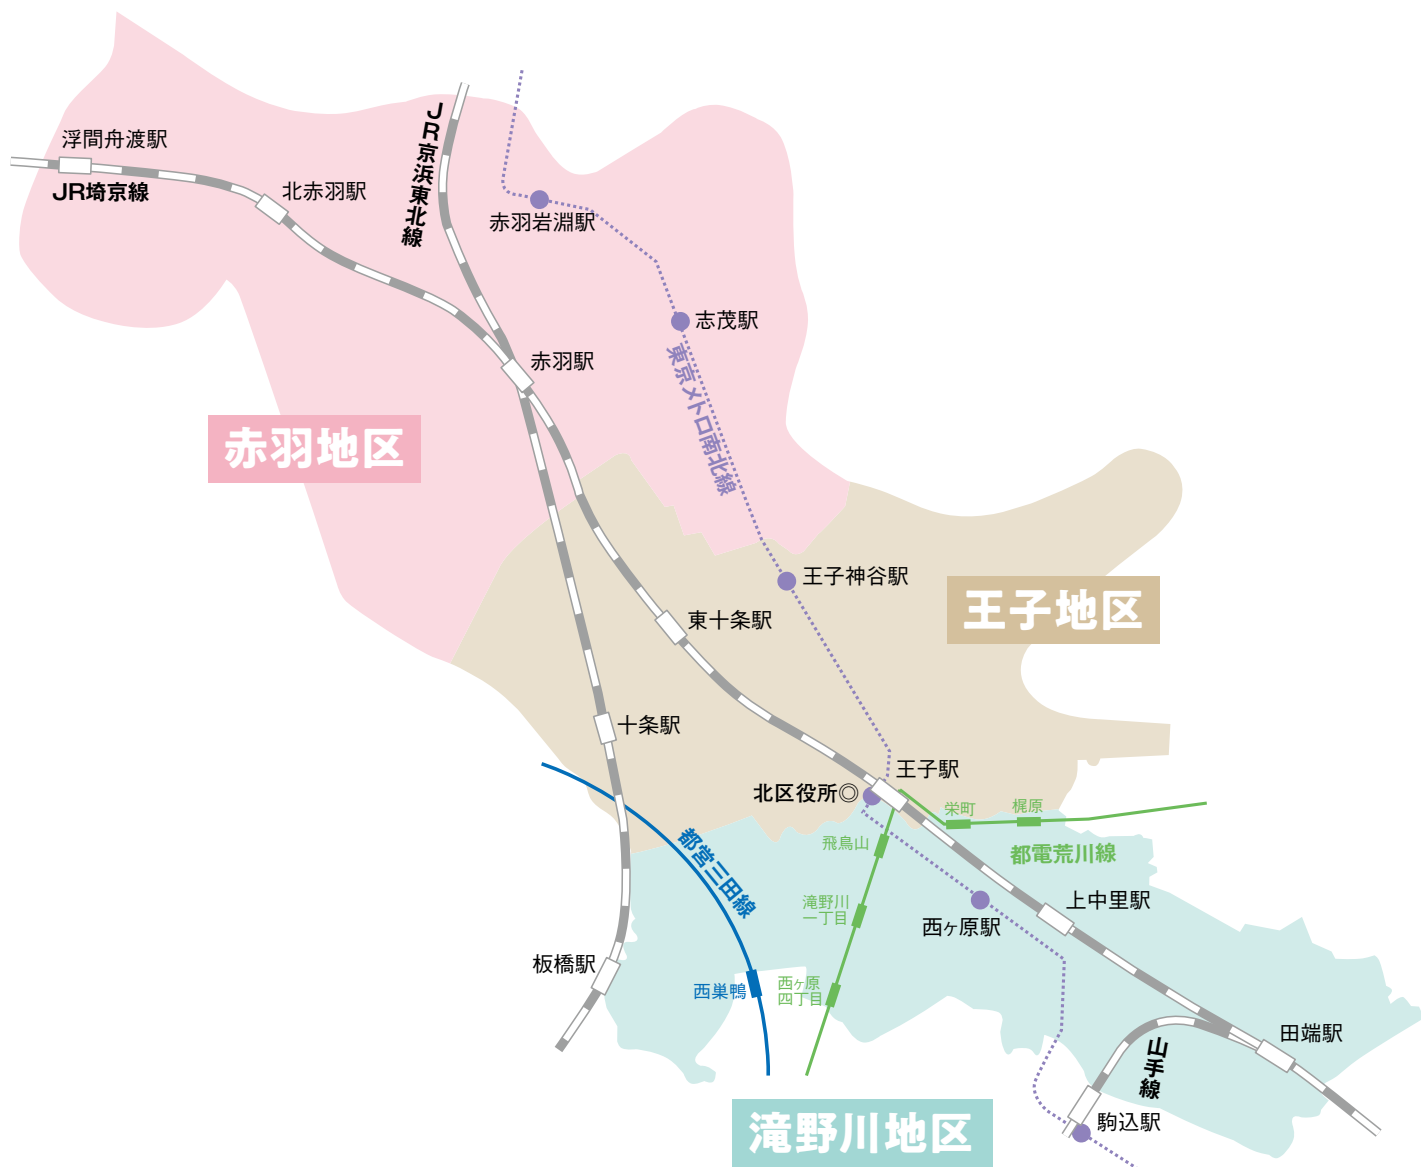 浮間舟渡駅
JR埼京線
北赤羽駅
JR京浜東北線
赤羽岩淵駅
志茂駅
赤羽駅
東京メトロ南北線
赤羽地区
王子神谷駅
王子地区
東十条駅
十条駅
王子駅
北区役所◎
栄町
梶原
都電荒川線
飛鳥山
都営三田線
滝野川
一丁目
上中里駅
西ヶ原駅
板橋駅
西巣鴨
西ヶ原
四丁目
田端駅
山手線
駒込駅
滝野川地区